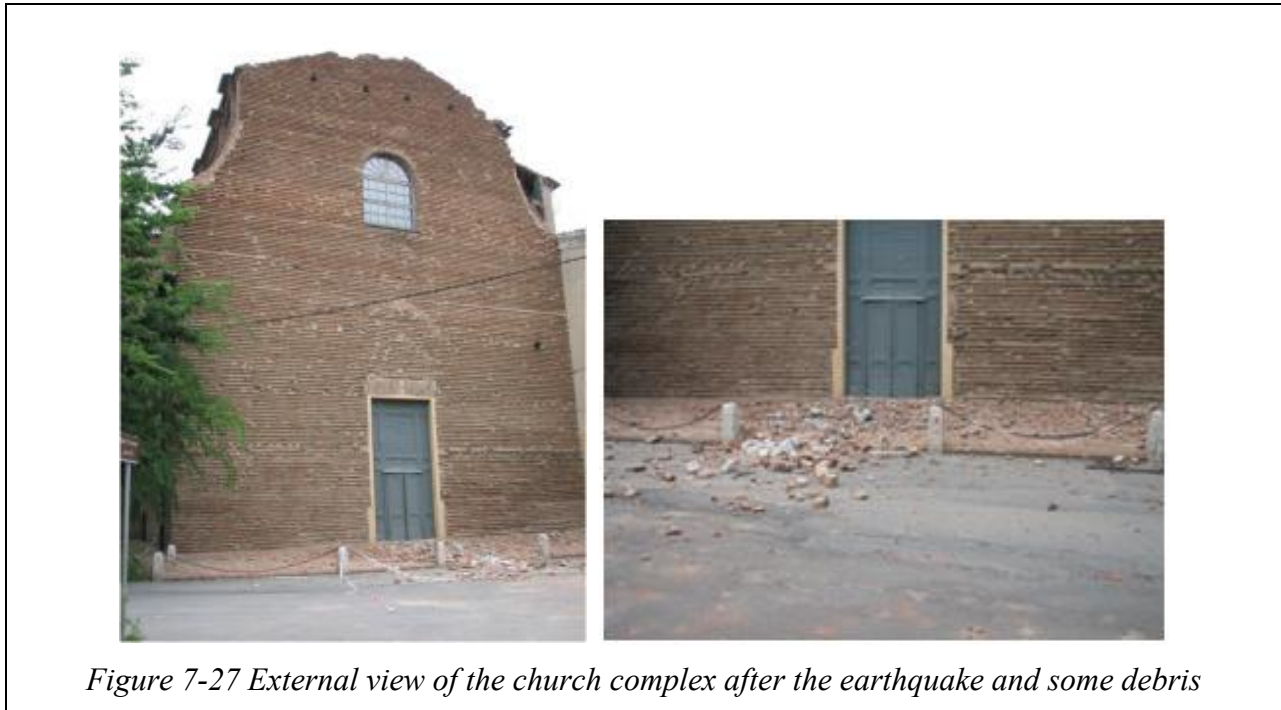 Figure 7-27 External view of the church complex after the earthquake and some debris